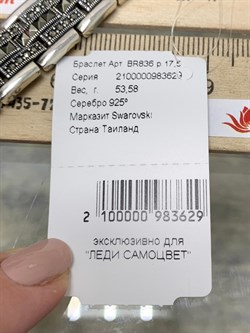 Браслет Арт. BR836 р.17,5
Серия 2100000983629
Вес, г. 53,58
Серебро 925°
Марказит Swarovski
Страна Таиланд
2 100000 983629
эксклюзивно для
"ЛЕДИ САМОЦВЕТ"